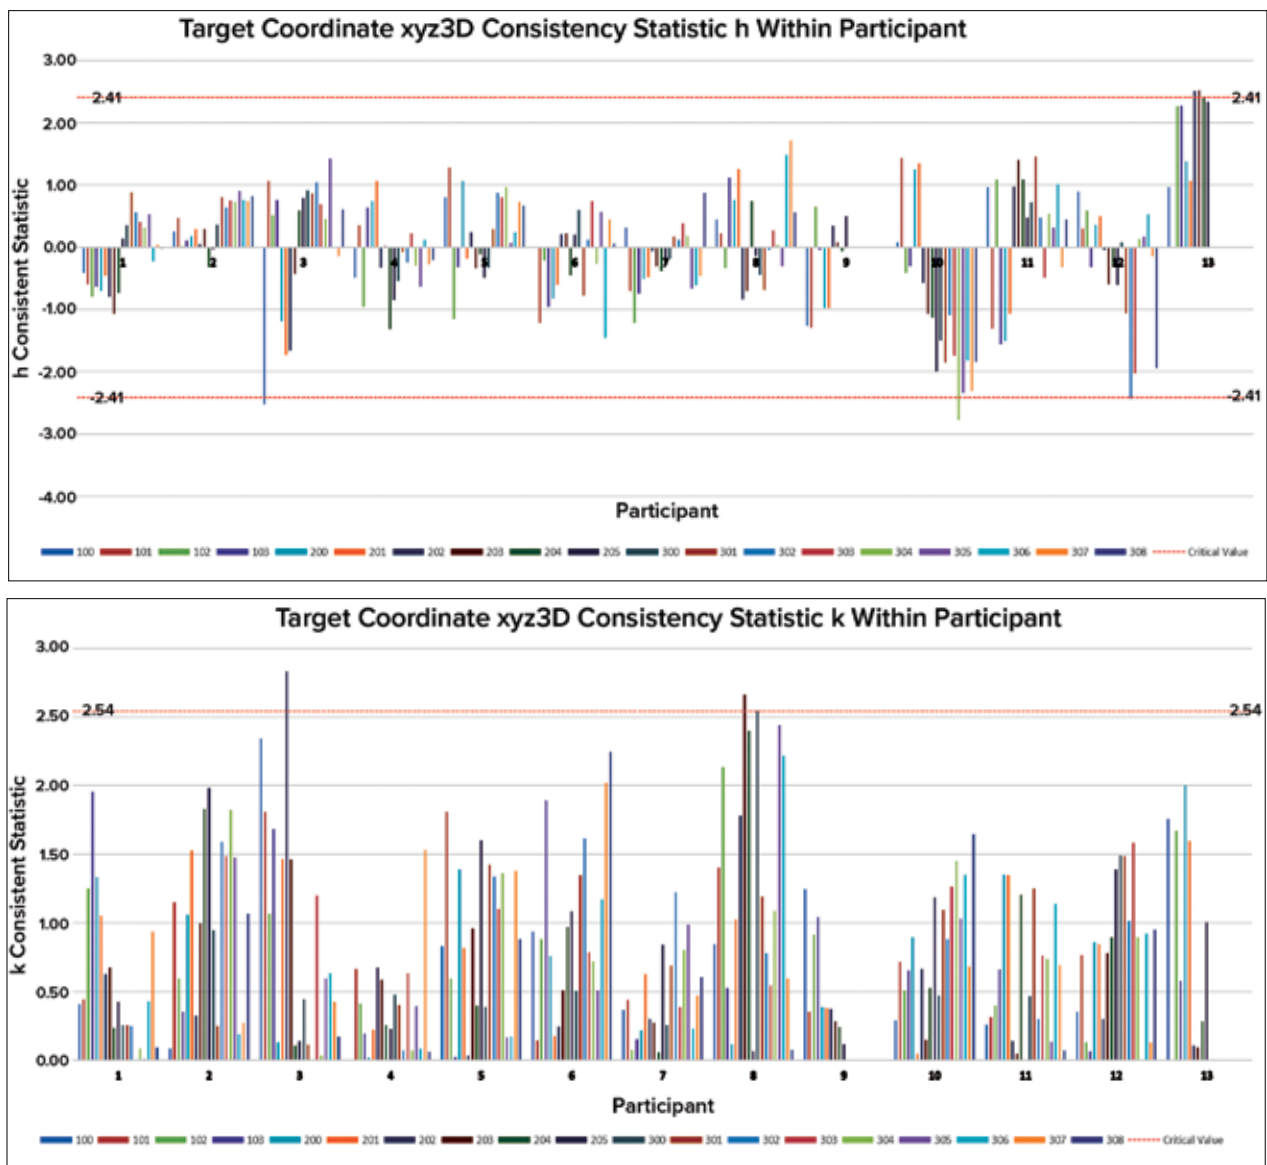 Target Coordinate xyz3D Consistency Statistic h Within Participant
3.00
2.41 2.41
2.00
1.00
0.00
1 2 3 4 5 6 7 8 9 10 11 12 13
-1.00
-2.00
-2.41 -2.41
-3.00
-4.00
h Consistent Statistic
Participant
100 101 102 103 200 201 202 203 204 205 300 301 302 303 304 305 306 307 308 Critical Value
Target Coordinate xyz3D Consistency Statistic k Within Participant
3.00
2.54 2.54
2.50
2.00
1.50
1.00
0.50
0.00
k Consistent Statistic
1 2 3 4 5 6 7 8 9 10 11 12 13
Participant
100 101 102 103 200 201 202 203 204 205 300 301 302 303 304 305 306 307 308 Critical Value